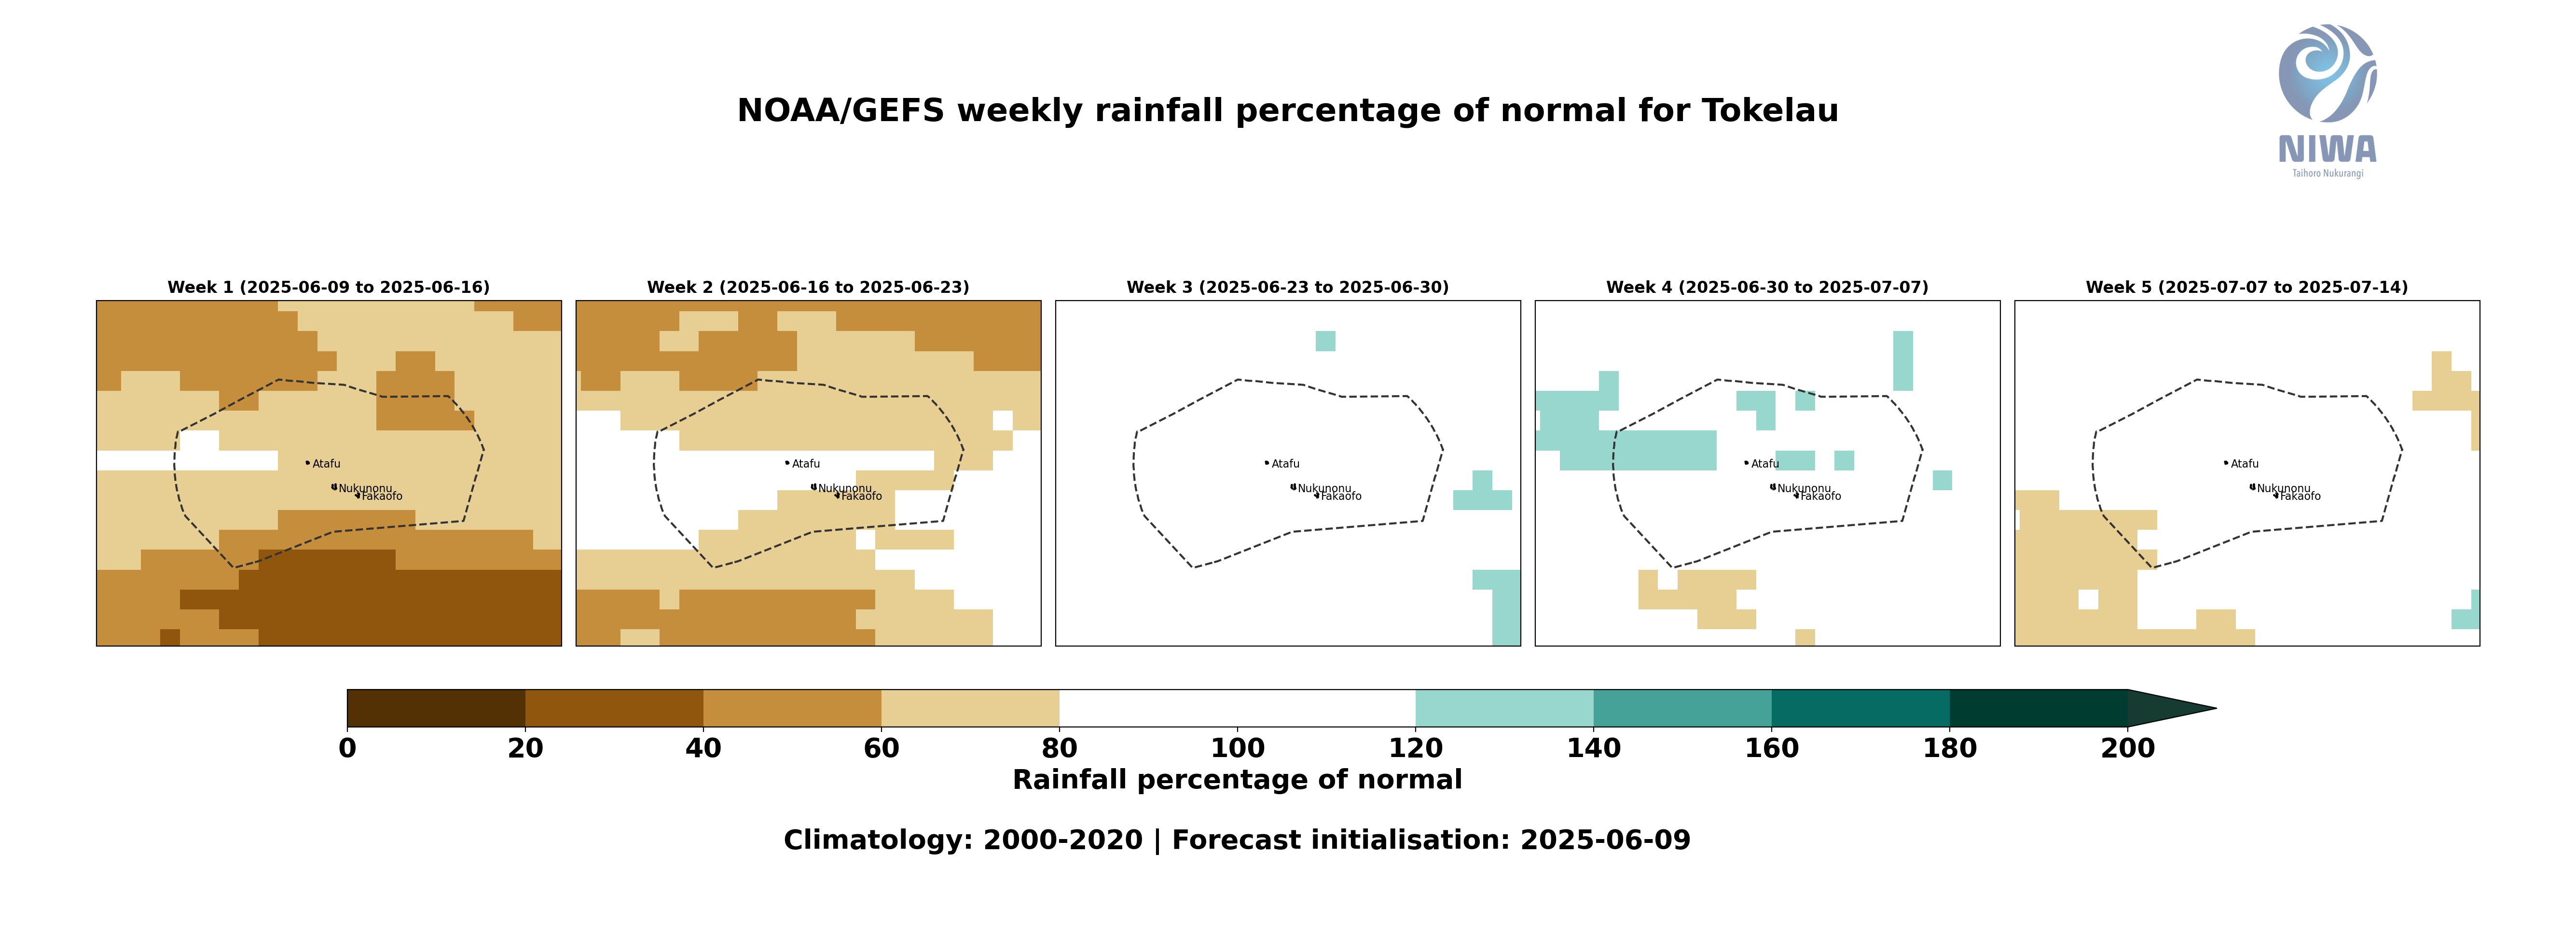 NOAA/GEFS weekly rainfall percentage of normal for Tokelau
NIWA
Taihoro Nukurangi
Week 1 (2025-06-09 to 2025-06-16)
Week 2 (2025-06-16 to 2025-06-23)
Week 3 (2025-06-23 to 2025-06-30)
Week 4 (2025-06-30 to 2025-07-07)
Week 5 (2025-07-07 to 2025-07-14)
Atafu
Nukunonu
Fakaofo
Atafu
Nukunonu
Fakaofo
Atafu
Nukunonu
Fakaofo
Atafu
Nukunonu
Fakaofo
Atafu
Nukunonu
Fakaofo
0 20 40 60 80 100 120 140 160 180 200
Rainfall percentage of normal
Climatology: 2000-2020 | Forecast initialisation: 2025-06-09